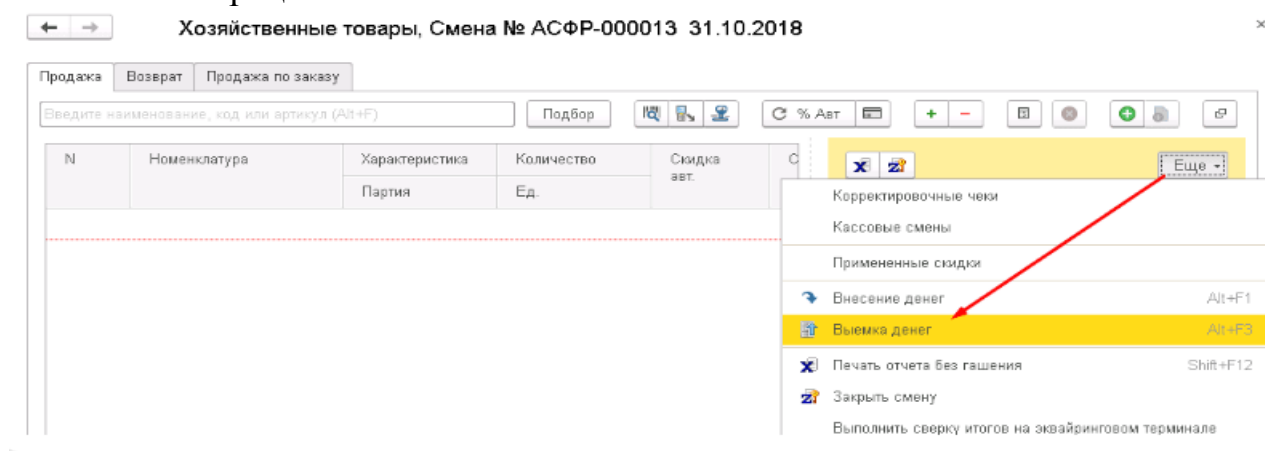 Хозяйственные товары, Смена № АСФР-000013 31.10.2018
Продажа Возврат Продажа по заказу
Введите наименование, код или артикул (Alt+F) Подбор % Авт
N Номенклатура Характеристика Количество Скидка авт. С
Партия Ед.
Еще
Корректировочные чеки
Кассовые смены
Примененные скидки
Внесение денег Alt+F1
Выемка денег Alt+F3
Печать отчета без гашения Shift+F12
Закрыть смену
Выполнить сверку итогов на эквайринговом терминале